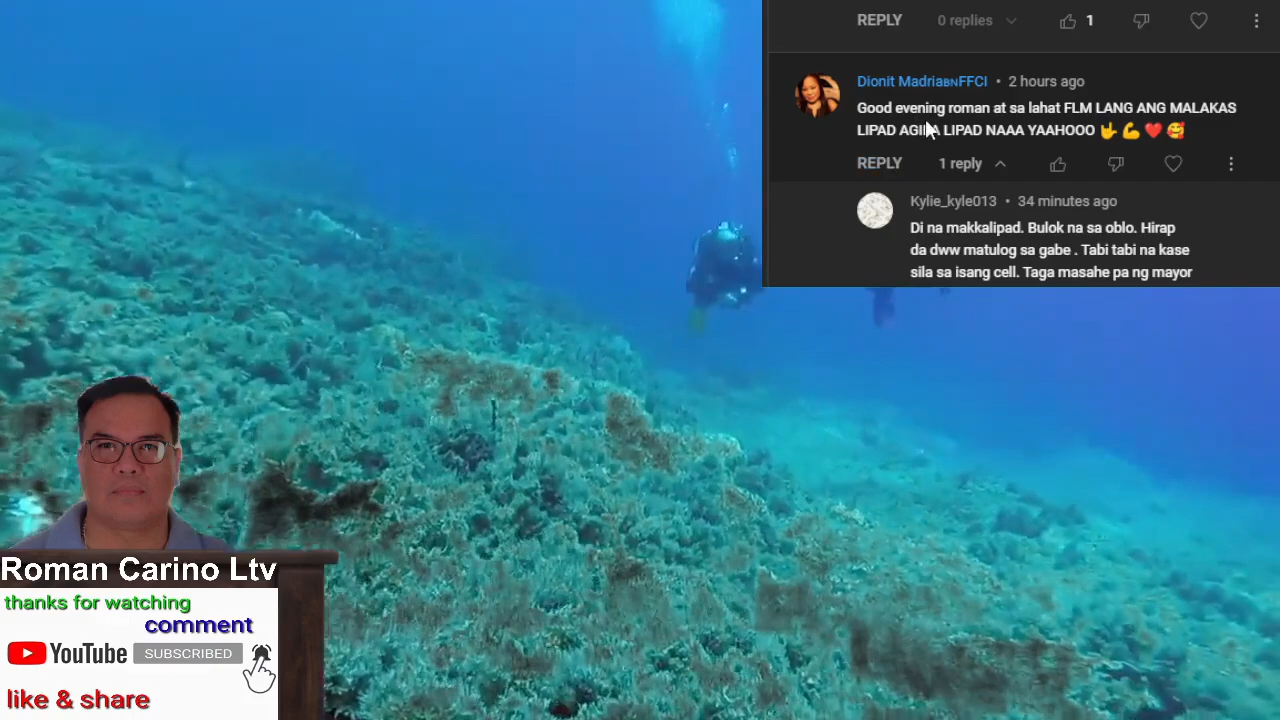 REPLY 0 replies 1
Dionit MadriaBNFFCI • 2 hours ago
Good evening roman at sa lahat FLM LANG ANG MALAKAS
LIPAD AGILA LIPAD NAAA YAAHOOO 🤟 💪 ❤️ 🥰
REPLY 1 reply
Kylie_kyle013 • 34 minutes ago
Di na makkalipad. Bulok na sa oblo. Hirap
da dww matulog sa gabe . Tabi tabi na kase
sila sa isang cell. Taga masahe pa ng mayor
Roman Carino Ltv
thanks for watching
comment
YouTube SUBSCRIBED
like & share